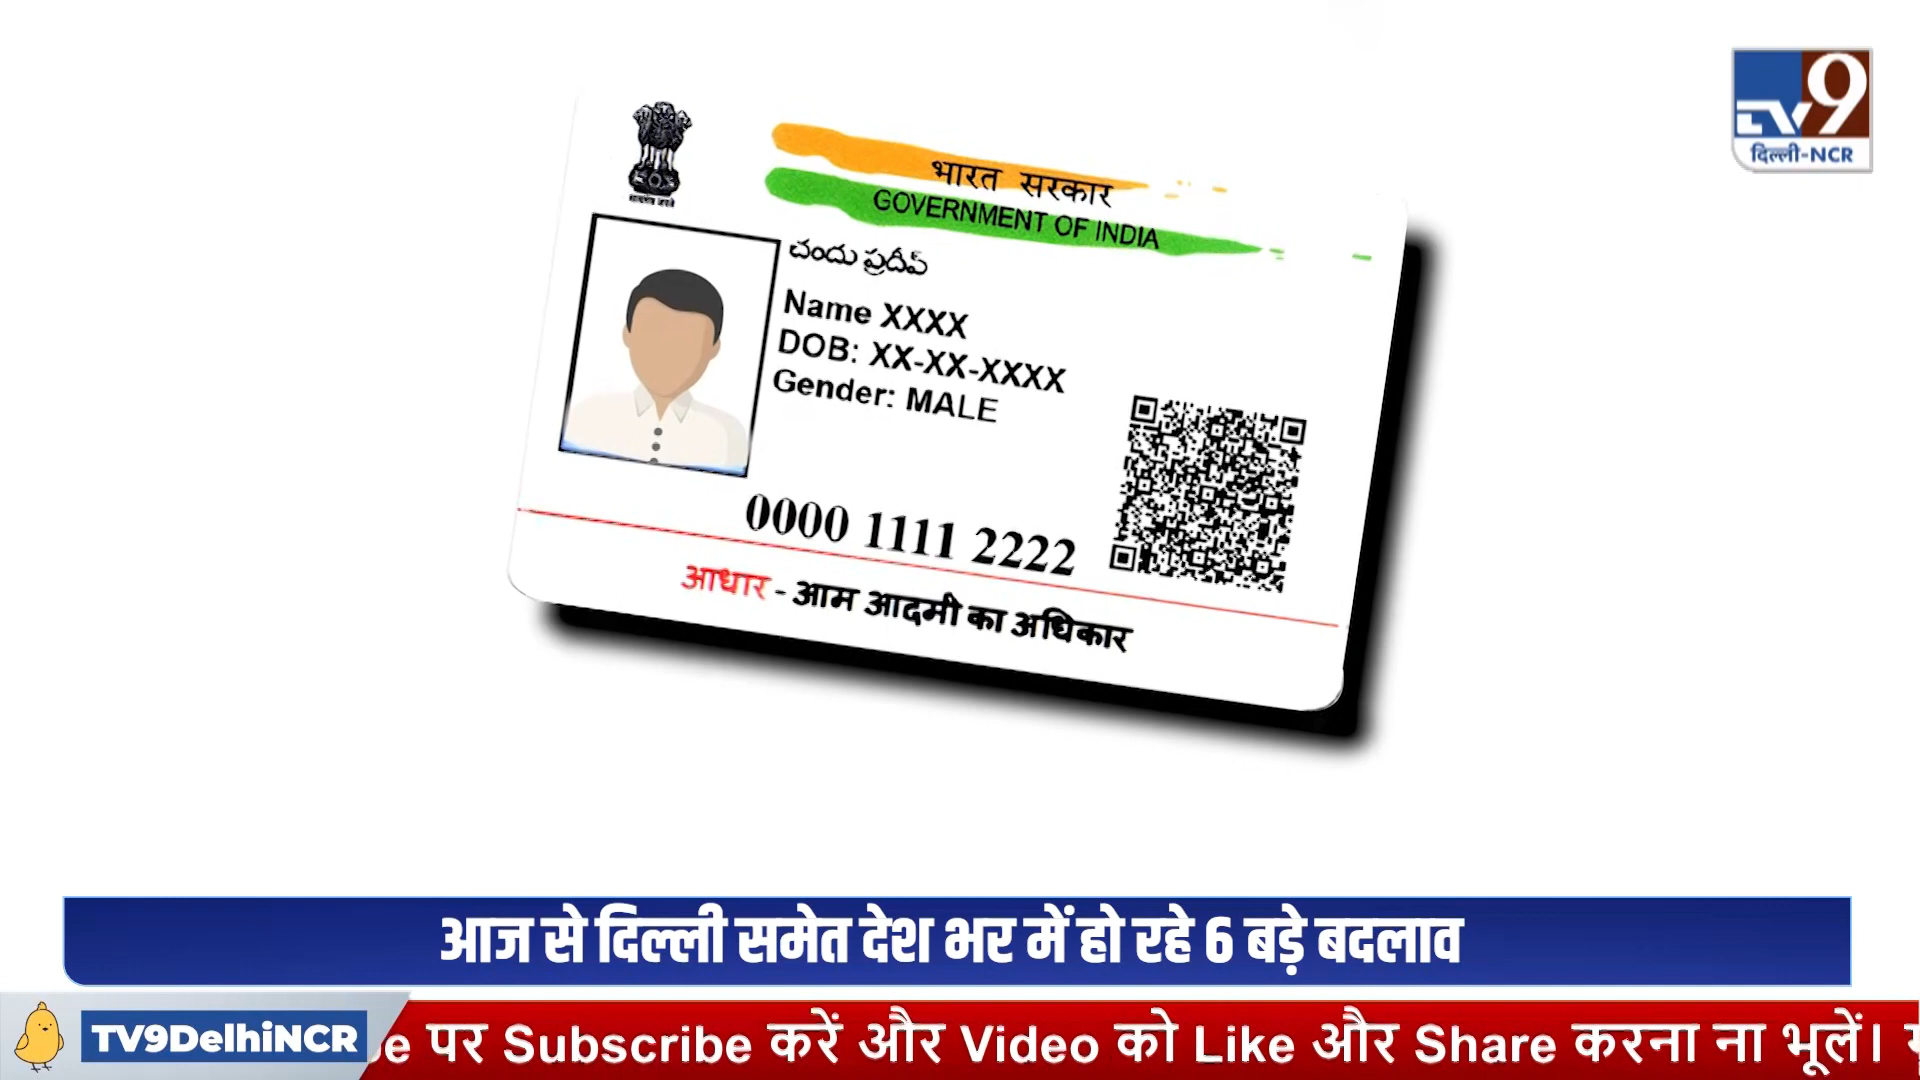 TV9
दिल्ली-NCR
भारत सरकार
GOVERNMENT OF INDIA
చందు ప్రదీప్
Name XXXX
DOB: XX-XX-XXXX
Gender: MALE
0000 1111 2222
आधार - आम आदमी का अधिकार
आज से दिल्ली समेत देश भर में हो रहे 6 बड़े बदलाव
TV9DelhiNCR
पर Subscribe करें और Video को Like और Share करना ना भूलें।